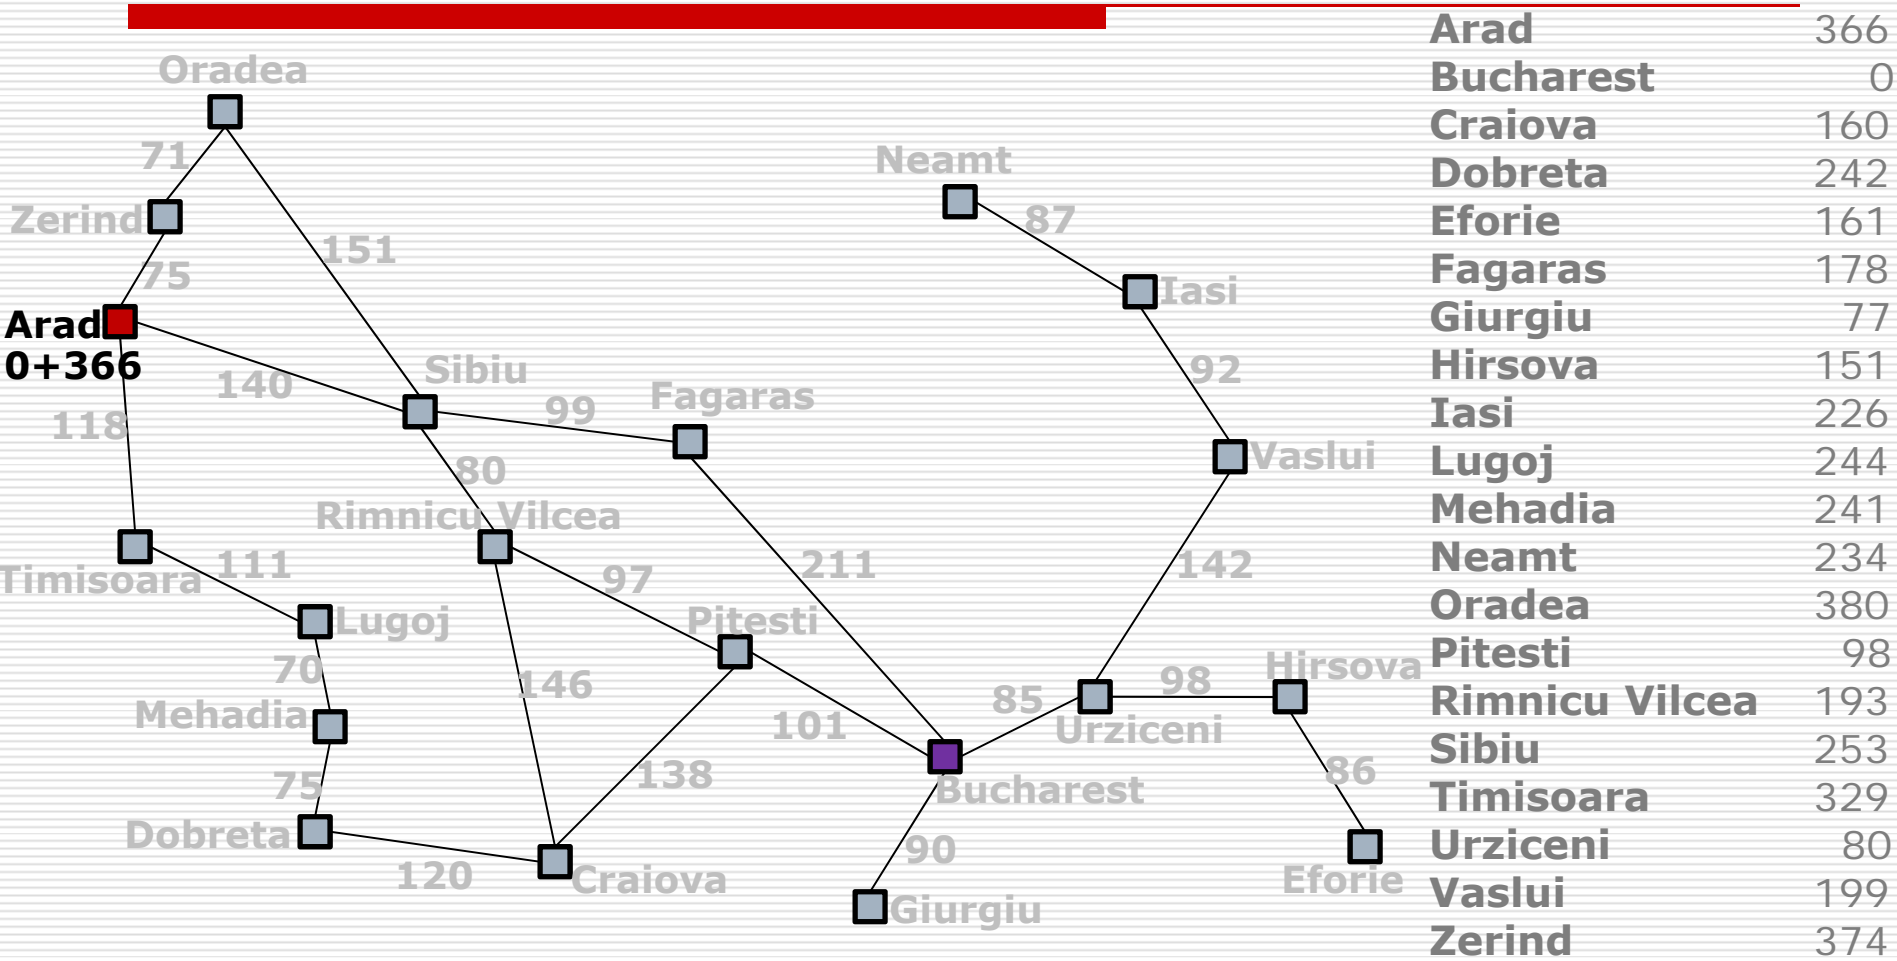 Oradea
71
Neamt
Zerind
87
151
75
Iasi
Arad
0+366
140
Sibiu
92
Fagaras
99
118
Vaslui
80
Rimnicu Vilcea
111
211
142
Timisoara
97
Lugoj
Pitesti
70
Hirsova
146
98
85
Mehadia
101
Urziceni
138
86
75
Bucharest
Dobreta
90
120
Craiova
Eforie
Giurgiu
Arad 366
Bucharest 0
Craiova 160
Dobreta 242
Eforie 161
Fagaras 178
Giurgiu 77
Hirsova 151
Iasi 226
Lugoj 244
Mehadia 241
Neamt 234
Oradea 380
Pitesti 98
Rimnicu Vilcea 193
Sibiu 253
Timisoara 329
Urziceni 80
Vaslui 199
Zerind 374